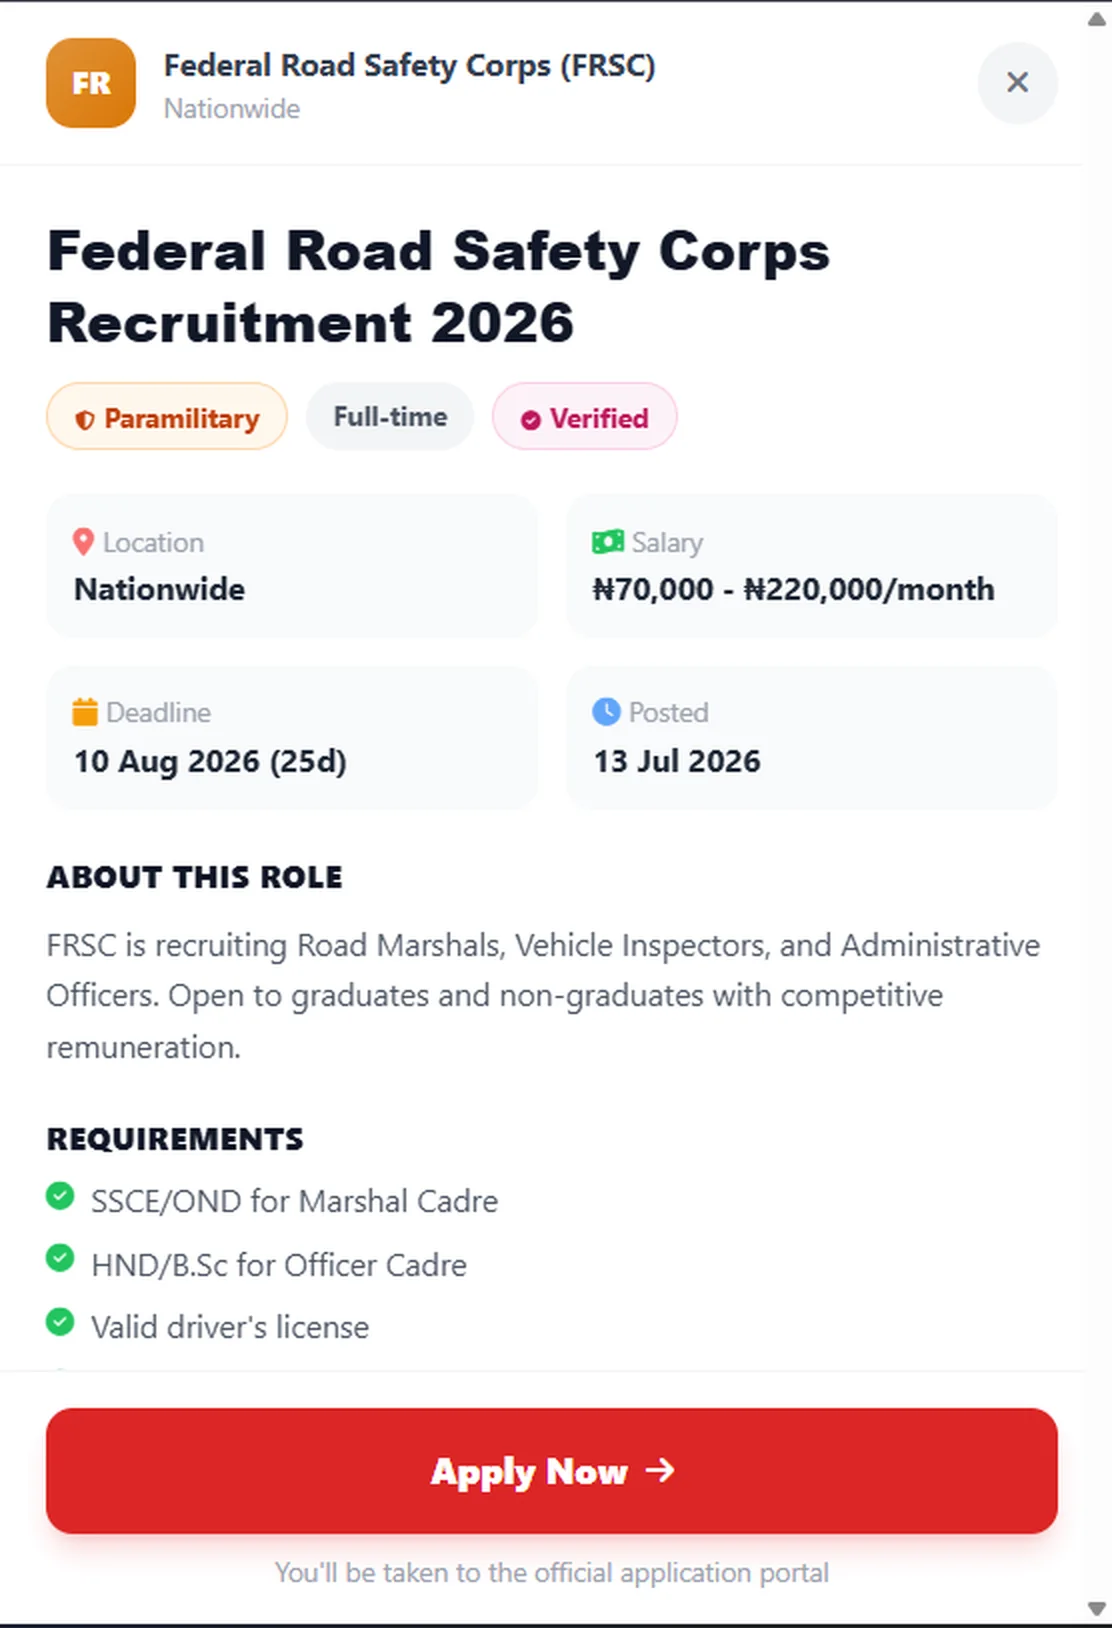 FR
Federal Road Safety Corps (FRSC)
Nationwide
Federal Road Safety Corps
Recruitment 2026
Paramilitary
Full-time
Verified
Location
Nationwide
Salary
₦70,000 - ₦220,000/month
Deadline
10 Aug 2026 (25d)
Posted
13 Jul 2026
ABOUT THIS ROLE
FRSC is recruiting Road Marshals, Vehicle Inspectors, and Administrative
Officers. Open to graduates and non-graduates with competitive
remuneration.
REQUIREMENTS
SSCE/OND for Marshal Cadre
HND/B.Sc for Officer Cadre
Valid driver's license
Apply Now →
You'll be taken to the official application portal